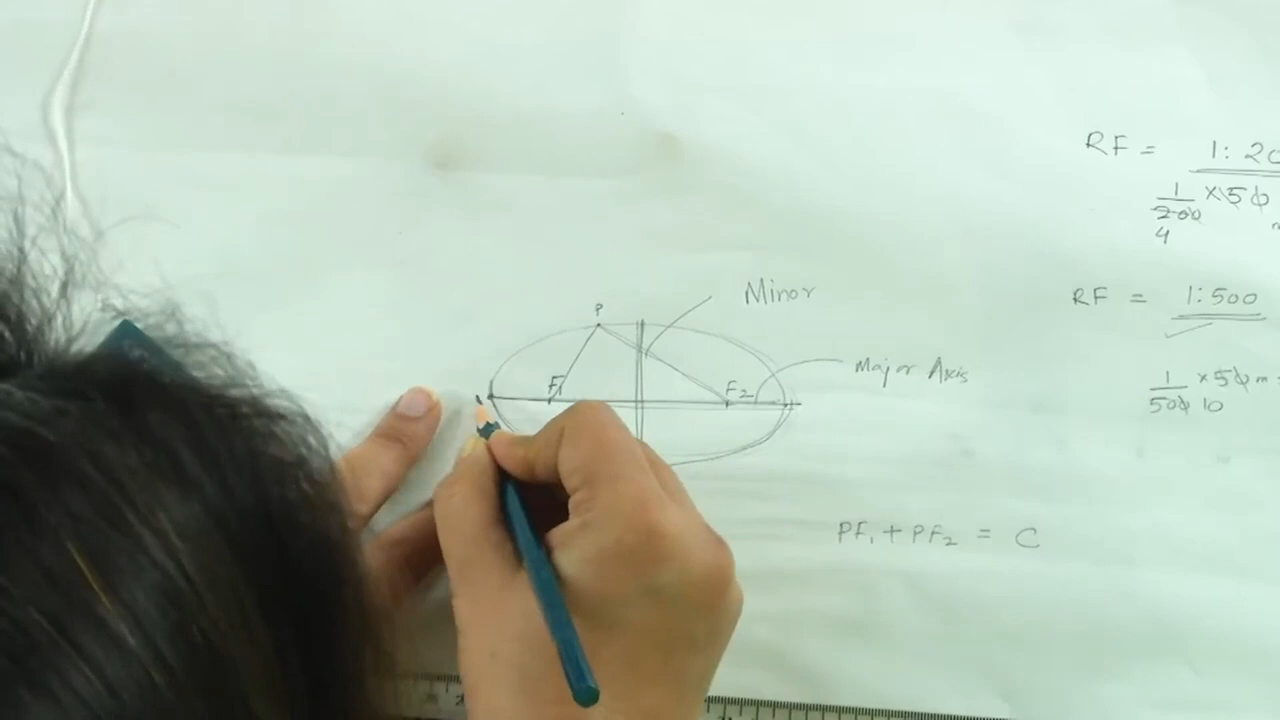 RF = 1:20
1/200 × 50
4
Minor
P
RF = 1:500
F1
F2
Major Axis
1/500 × 50 m
10
PF1 + PF2 = C